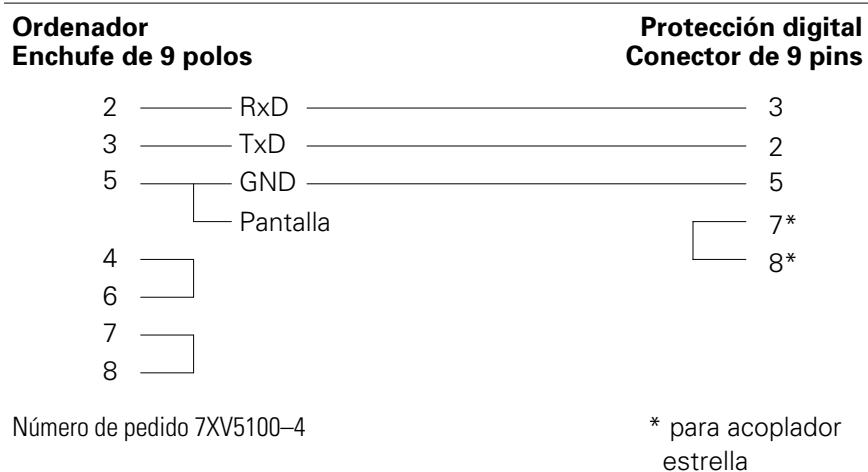 Ordenador Protección digital
Enchufe de 9 polos Conector de 9 pins
2 RxD 3
3 TxD 2
5 GND 5
Pantalla 7*
4 8*
6
7
8
Número de pedido 7XV5100–4 * para acoplador
estrella